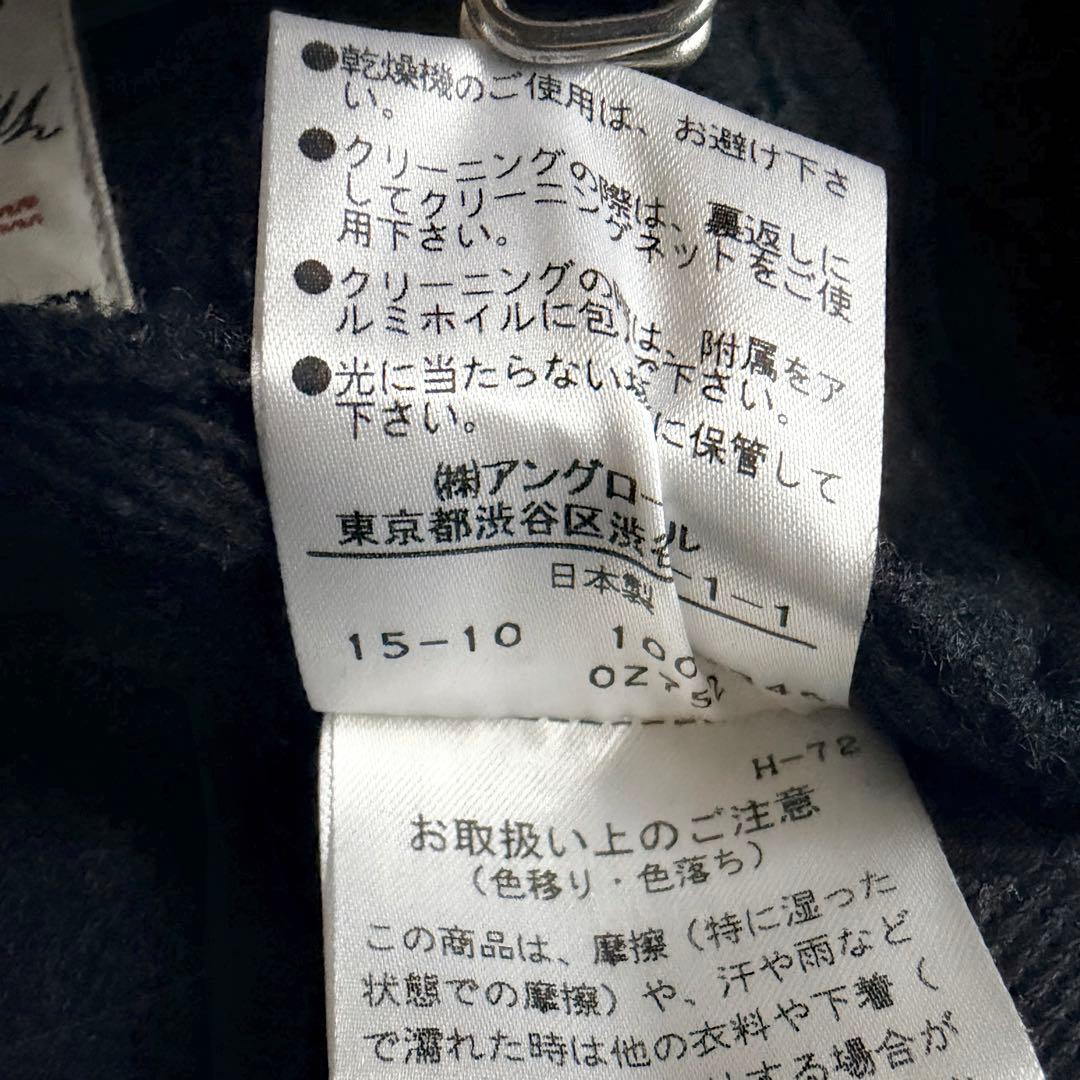 ●乾燥機のご使用は、お避け下さ
い。
●クリーニングの際は、裏返しに
してクリーニングネットをご使
用下さい。
●クリーニングの は、附属をア
ルミホイルに包 下さい。
●光に当たらない に保管して
下さい。
㈱アングロー ル
東京都渋谷区渋 1-1
日本製
15-10 100
OZ
H-72
お取扱い上のご注意
(色移り・色落ち)
この商品は、摩擦(特に湿った
状態での摩擦)や、汗や雨など
で濡れた時は他の衣料や下着(
する場合が